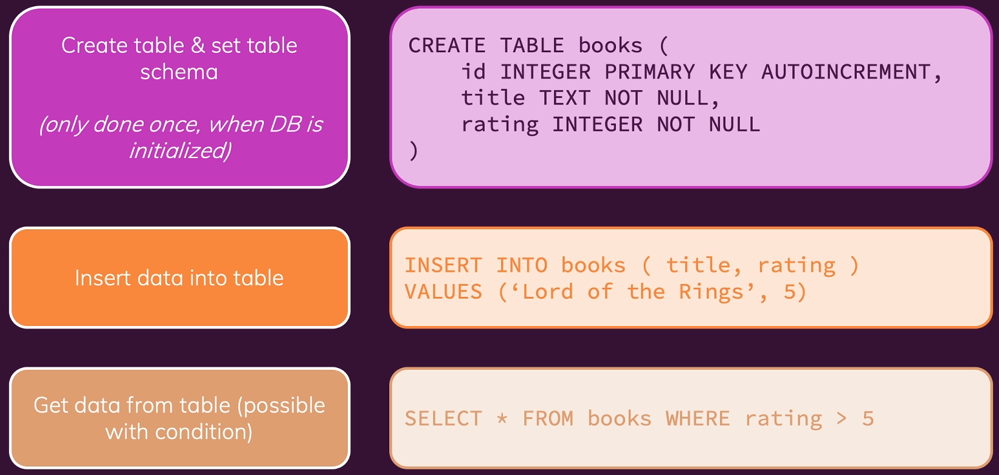 Create table & set table
schema
(only done once, when DB is
initialized)
CREATE TABLE books (
    id INTEGER PRIMARY KEY AUTOINCREMENT,
    title TEXT NOT NULL,
    rating INTEGER NOT NULL
)
Insert data into table
INSERT INTO books ( title, rating )
VALUES (‘Lord of the Rings’, 5)
Get data from table (possible
with condition)
SELECT * FROM books WHERE rating > 5